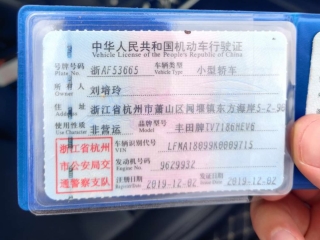 中华人民共和国机动车行驶证
Vehicle License of the People's Republic of China
号牌号码 浙AF53665 车辆类型 小型轿车
Plate No. Vehicle Type
所有人 刘培玲
Owner
住址 浙江省杭州市萧山区闻堰镇东方海岸5-2-
Address
使用性质 非营运 品牌型号 丰田牌TV7186HEV6
Use Character Model
浙江省杭州
市公安局交
通警察支队
车辆识别代号 LFMA18099K0009715
VIN
发动机号码 9629932
Engine No.
注册日期 2019-12-02 发证日期 2019-12-02
Register Date Issue Date